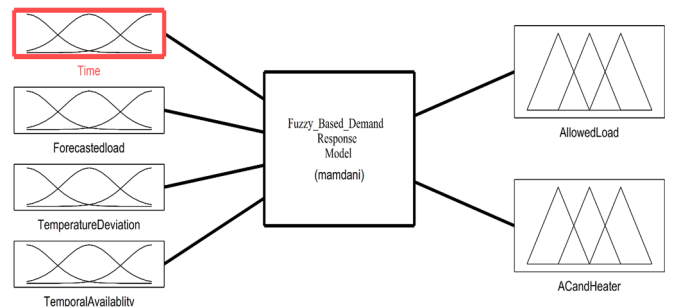 Time
Forecastedload
TemperatureDeviation
TemporalAvailablity
Fuzzy_Based_Demand
Response
Model
(mamdani)
AllowedLoad
ACandHeater